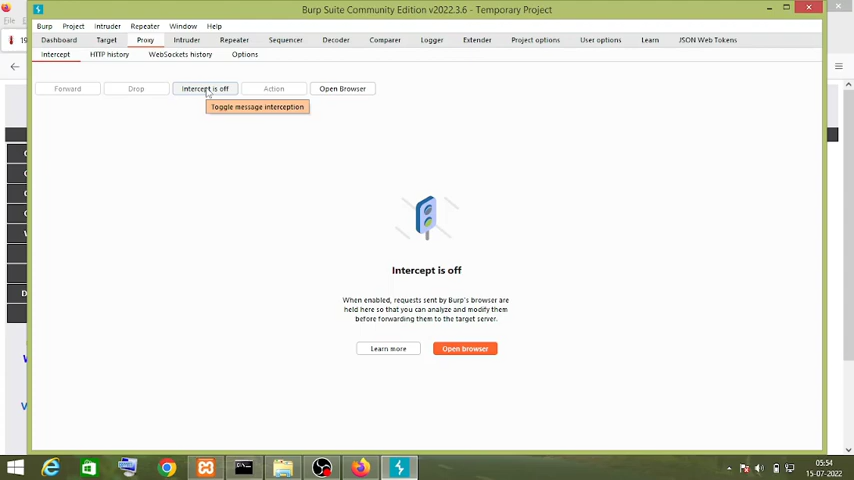 Burp Suite Community Edition v2022.3.6 - Temporary Project
Burp Project Intruder Repeater Window Help
Dashboard Target Proxy Intruder Repeater Sequencer Decoder Comparer Logger Extender Project options User options Learn JSON Web Tokens
Intercept HTTP history WebSockets history Options
Forward Drop Intercept is off Action Open Browser
Toggle message interception
Intercept is off
When enabled, requests sent by Burp's browser are
held here so that you can analyze and modify them
before forwarding them to the target server.
Learn more Open browser
05:54
15-07-2022